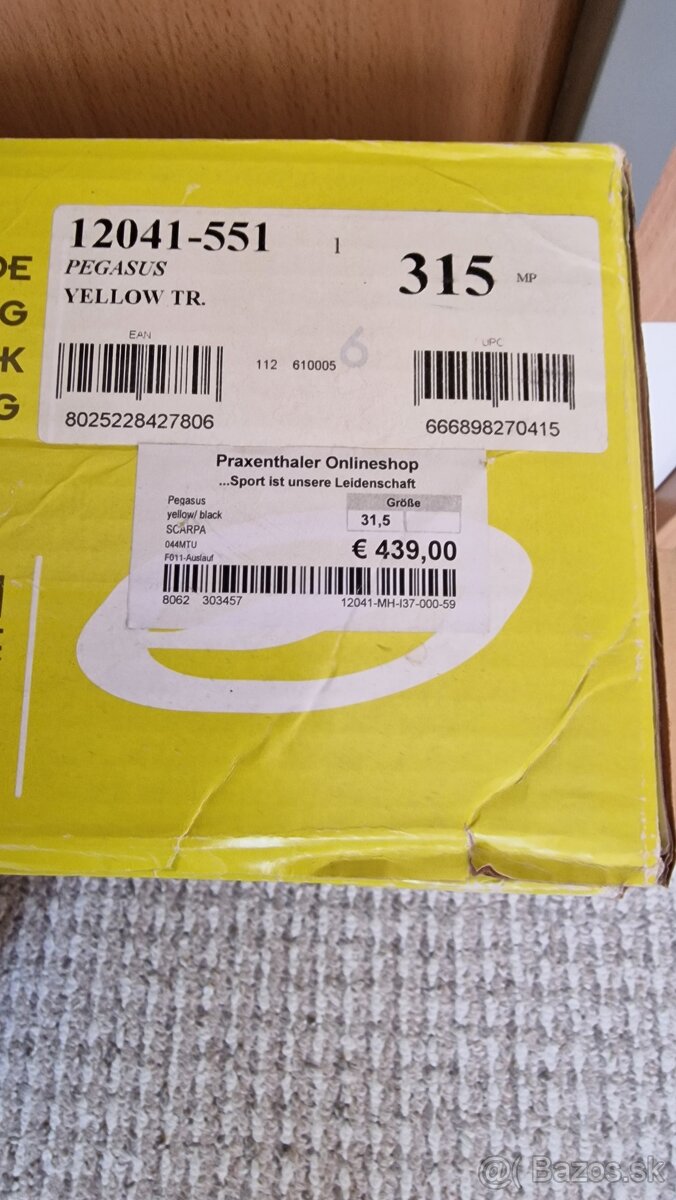 DE
G
K
G
12041-551 1 315 MP
PEGASUS
YELLOW TR.
EAN UPC
112 610005 6
8025228427806 666898270415
Praxenthaler Onlineshop
...Sport ist unsere Leidenschaft
Pegasus Größe
yellow/ black 31,5
SCARPA
044MTU € 439,00
F011-Auslauf
8062 303457 12041-MH-I37-000-59
@( Bazos.sk